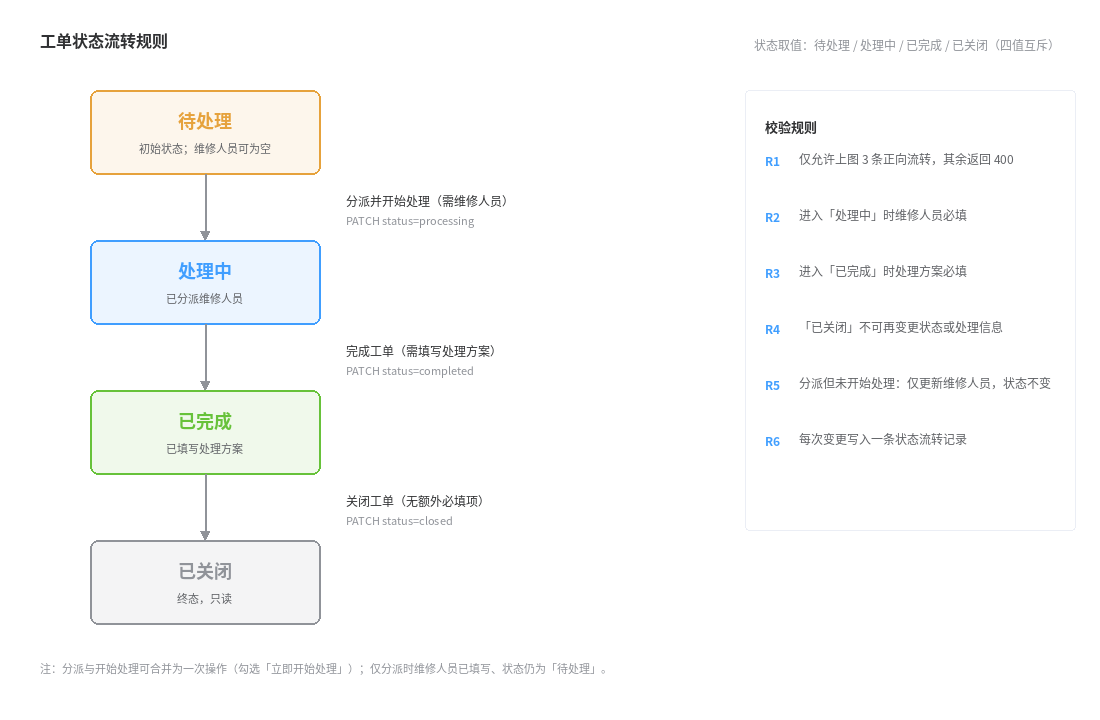 工单状态流转规则
状态取值：待处理 / 处理中 / 已完成 / 已关闭（四值互斥）
待处理
初始状态；维修人员可为空
分派并开始处理（需维修人员）
PATCH status=processing
处理中
已分派维修人员
完成工单（需填写处理方案）
PATCH status=completed
已完成
已填写处理方案
关闭工单（无额外必填项）
PATCH status=closed
已关闭
终态，只读
校验规则
R1 仅允许上图 3 条正向流转，其余返回 400
R2 进入「处理中」时维修人员必填
R3 进入「已完成」时处理方案必填
R4 「已关闭」不可再变更状态或处理信息
R5 分派但未开始处理：仅更新维修人员，状态不变
R6 每次变更写入一条状态流转记录
注：分派与开始处理可合并为一次操作（勾选「立即开始处理」）；仅分派时维修人员已填写、状态仍为「待处理」。